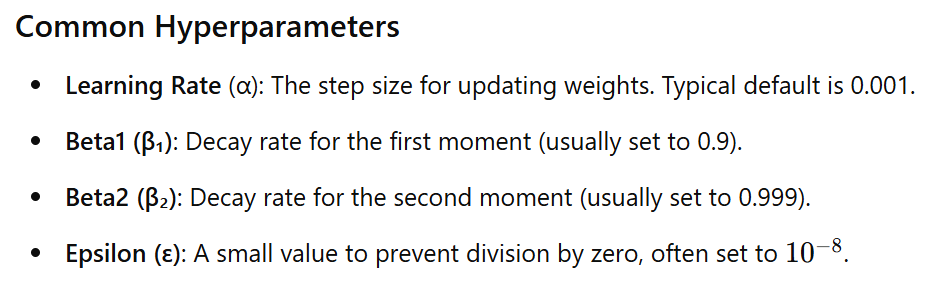 Common Hyperparameters
• Learning Rate (α): The step size for updating weights. Typical default is 0.001.
• Beta1 (β₁): Decay rate for the first moment (usually set to 0.9).
• Beta2 (β₂): Decay rate for the second moment (usually set to 0.999).
• Epsilon (ε): A small value to prevent division by zero, often set to 10⁻⁸.